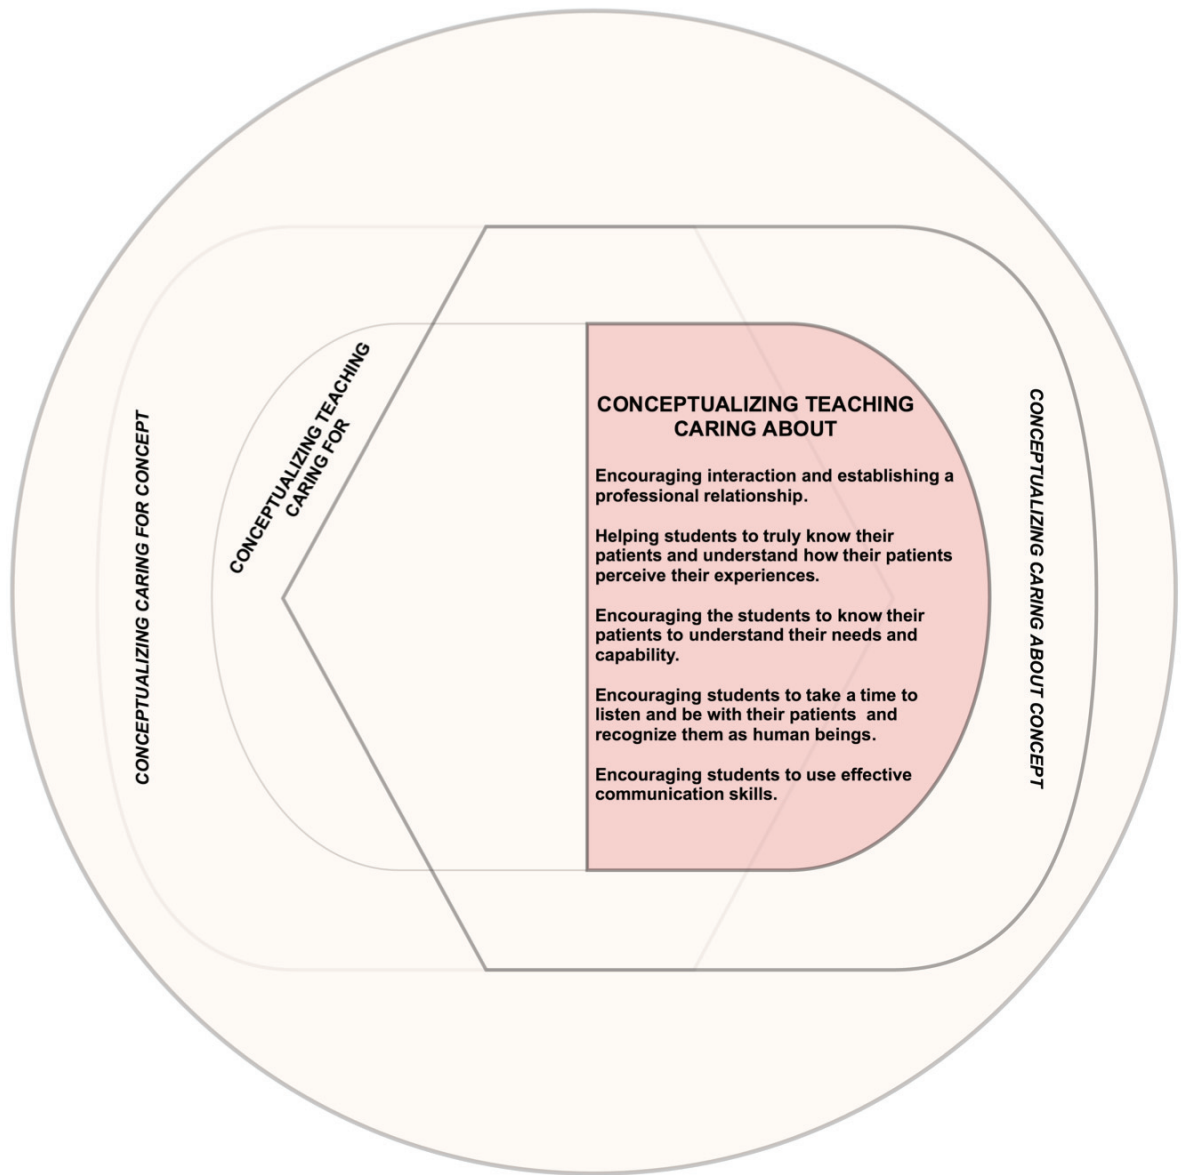 CONCEPTUALIZING CARING FOR CONCEPT
CONCEPTUALIZING TEACHING
CARING FOR
CONCEPTUALIZING TEACHING
CARING ABOUT
Encouraging interaction and establishing a
professional relationship.
Helping students to truly know their
patients and understand how their patients
perceive their experiences.
Encouraging the students to know their
patients to understand their needs and
capability.
Encouraging students to take a time to
listen and be with their patients  and
recognize them as human beings.
Encouraging students to use effective
communication skills.
CONCEPTUALIZING CARING ABOUT CONCEPT